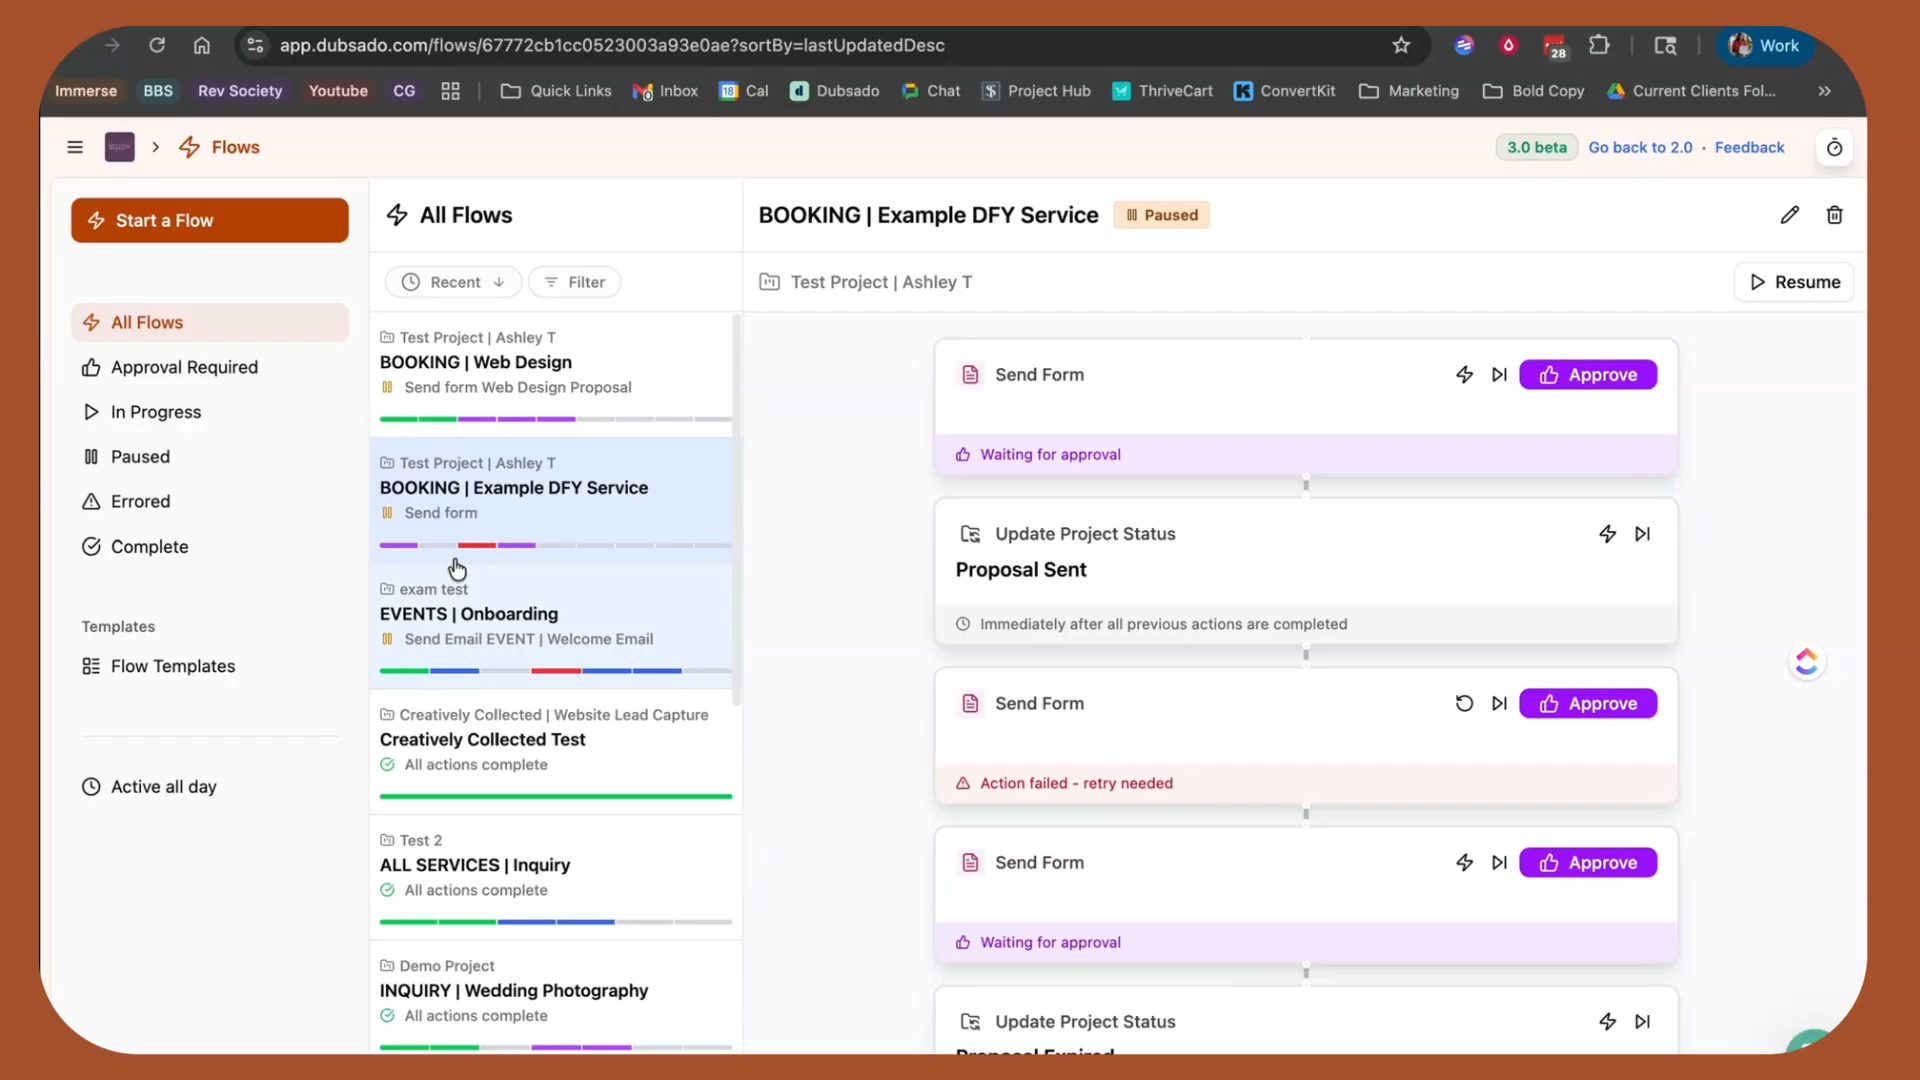 app.dubsado.com/flows/67772cb1cc0523003a93e0ae?sortBy=lastUpdatedDesc
28
Work
Immerse
BBS
Rev Society
Youtube
CG
Quick Links
Inbox
18
Cal
Dubsado
Chat
Project Hub
ThriveCart
ConvertKit
Marketing
Bold Copy
Current Clients Fol...
Flows
3.0 beta
Go back to 2.0 · Feedback
Start a Flow
All Flows
Approval Required
In Progress
Paused
Errored
Complete
Templates
Flow Templates
Active all day
All Flows
Recent
Filter
Test Project | Ashley T
BOOKING | Web Design
Send form Web Design Proposal
Test Project | Ashley T
BOOKING | Example DFY Service
Send form
exam test
EVENTS | Onboarding
Send Email EVENT | Welcome Email
Creatively Collected | Website Lead Capture
Creatively Collected Test
All actions complete
Test 2
ALL SERVICES | Inquiry
All actions complete
Demo Project
INQUIRY | Wedding Photography
All actions complete
BOOKING | Example DFY Service
Paused
Test Project | Ashley T
Resume
Send Form
Approve
Waiting for approval
Update Project Status
Proposal Sent
Immediately after all previous actions are completed
Send Form
Approve
Action failed - retry needed
Send Form
Approve
Waiting for approval
Update Project Status
Proposal Expired